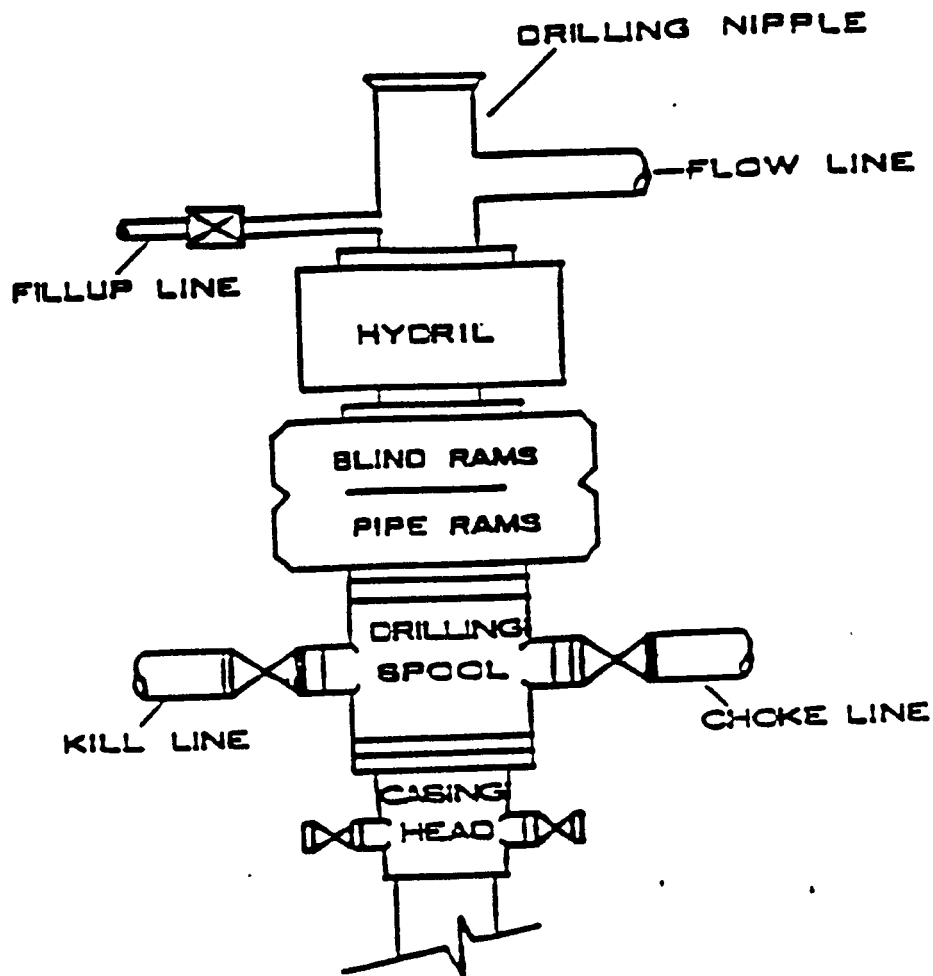 DRILLING NIPPLE
FLOW LINE
FILLUP LINE
HYDRIL
BLIND RAMS
PIPE RAMS
DRILLING
SPOOL
KILL LINE
CHOKE LINE
CASING
HEAD